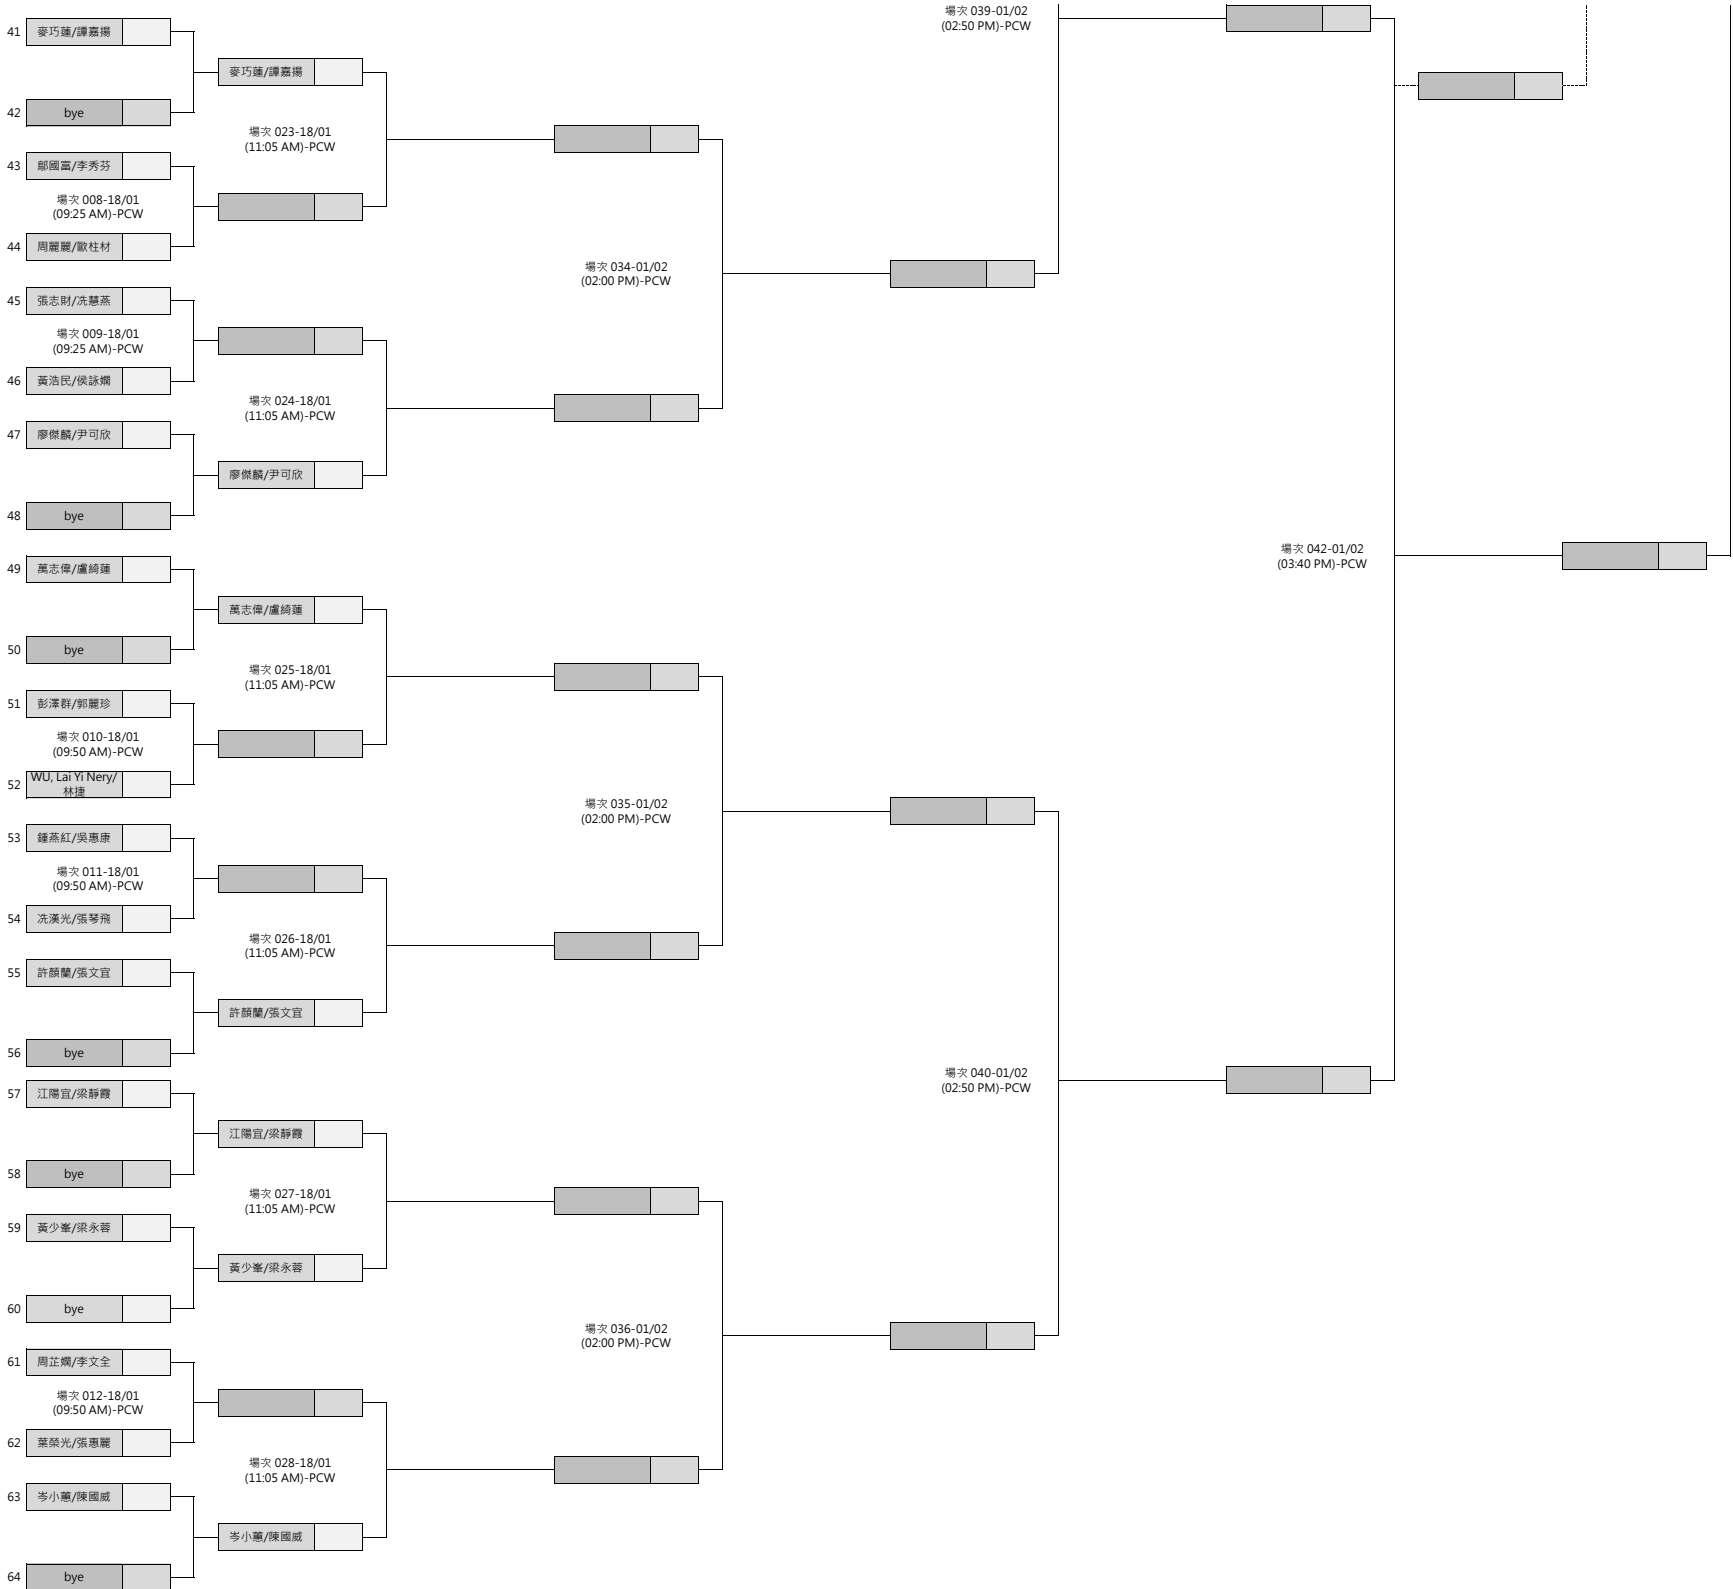 場次 039-01/02
(02:50 PM)-PCW
41 麥巧蓮/譚嘉揚
麥巧蓮/譚嘉揚
42 bye
場次 023-18/01
(11:05 AM)-PCW
43 鄔國富/李秀芬
場次 008-18/01
(09:25 AM)-PCW
44 周麗麗/歐柱材
場次 034-01/02
(02:00 PM)-PCW
45 張志財/冼慧燕
場次 009-18/01
(09:25 AM)-PCW
46 黃浩民/侯詠嫻
場次 024-18/01
(11:05 AM)-PCW
47 廖傑麟/尹可欣
廖傑麟/尹可欣
48 bye
場次 042-01/02
(03:40 PM)-PCW
49 萬志偉/盧綺蓮
萬志偉/盧綺蓮
50 bye
場次 025-18/01
(11:05 AM)-PCW
51 彭澤群/郭麗珍
場次 010-18/01
(09:50 AM)-PCW
52 WU, Lai Yi Nery/
林捷
場次 035-01/02
(02:00 PM)-PCW
53 鍾燕紅/吳惠康
場次 011-18/01
(09:50 AM)-PCW
54 冼漢光/張琴飛
場次 026-18/01
(11:05 AM)-PCW
55 許顏蘭/張文宜
許顏蘭/張文宜
56 bye
場次 040-01/02
(02:50 PM)-PCW
57 江陽宜/梁靜霞
江陽宜/梁靜霞
58 bye
場次 027-18/01
(11:05 AM)-PCW
59 黃少峯/梁永蓉
黃少峯/梁永蓉
60 bye
場次 036-01/02
(02:00 PM)-PCW
61 周芷嫻/李文全
場次 012-18/01
(09:50 AM)-PCW
62 葉榮光/張惠麗
場次 028-18/01
(11:05 AM)-PCW
63 岑小蕙/陳國威
岑小蕙/陳國威
64 bye